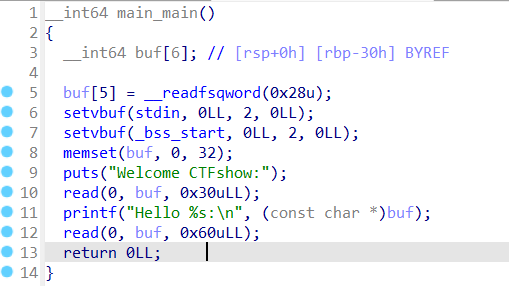 1 __int64 main_main()
2 {
3   __int64 buf[6]; // [rsp+0h] [rbp-30h] BYREF
4
5   buf[5] = __readfsqword(0x28u);
6   setvbuf(stdin, 0LL, 2, 0LL);
7   setvbuf(_bss_start, 0LL, 2, 0LL);
8   memset(buf, 0, 32);
9   puts("Welcome CTFshow:");
10   read(0, buf, 0x30uLL);
11   printf("Hello %s:\n", (const char *)buf);
12   read(0, buf, 0x60uLL);
13   return 0LL;
14 }